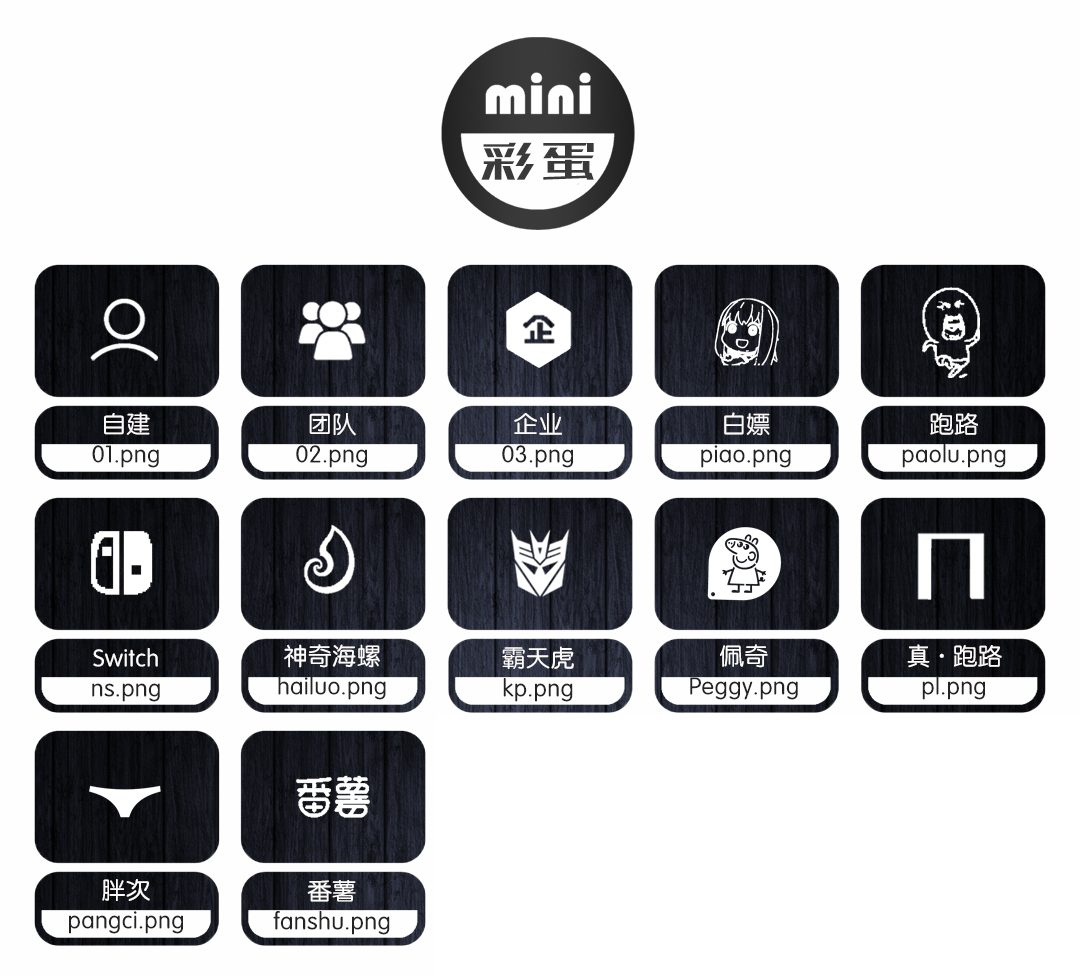 mini
彩蛋
企
自建
01.png
团队
02.png
企业
03.png
白嫖
piao.png
跑路
paolu.png
Switch
ns.png
神奇海螺
hailuo.png
霸天虎
kp.png
佩奇
Peggy.png
真·跑路
pl.png
番薯
胖次
pangci.png
番薯
fanshu.png